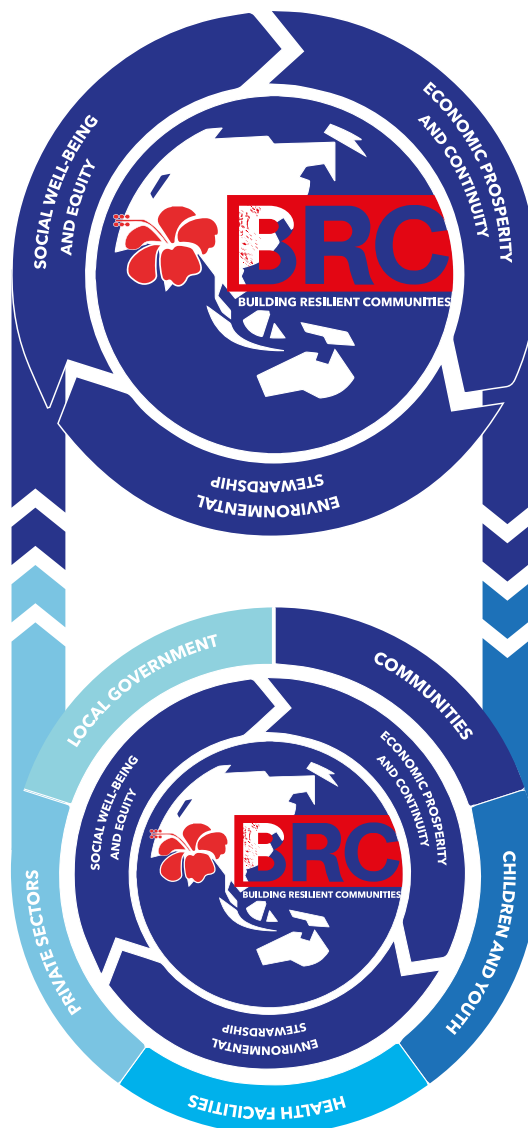 SOCIAL WELL-BEING
AND EQUITY
ECONOMIC PROSPERITY
AND CONTINUITY
BRC
BUILDING RESILIENT COMMUNITIES
ENVIRONMENTAL
STEWARDSHIP
LOCAL GOVERNMENT
COMMUNITIES
SOCIAL WELL-BEING
AND EQUITY
ECONOMIC PROSPERITY
AND CONTINUITY
BRC
BUILDING RESILIENT COMMUNITIES
ENVIRONMENTAL
STEWARDSHIP
PRIVATE SECTORS
CHILDREN AND YOUTH
HEALTH FACILITIES